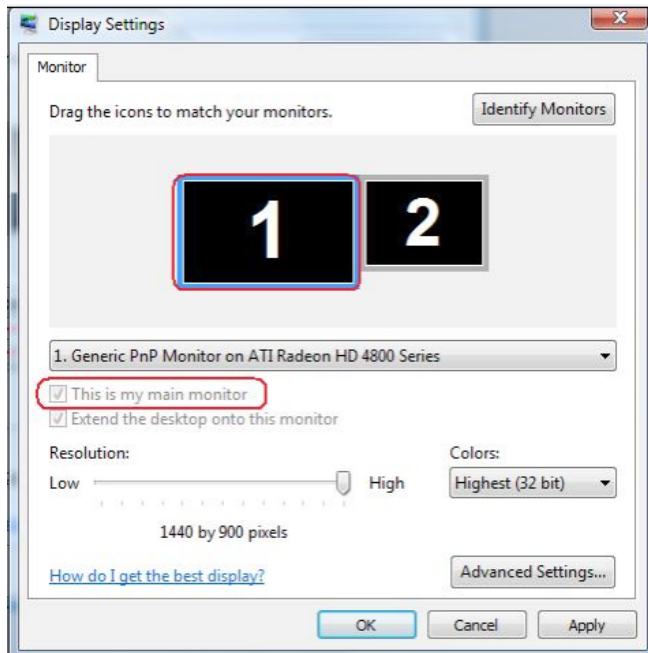 Display Settings
Monitor
Drag the icons to match your monitors.
Identify Monitors
1
2
1. Generic PnP Monitor on ATI Radeon HD 4800 Series
This is my main monitor
Extend the desktop onto this monitor
Resolution:
Colors:
Low
High
Highest (32 bit)
1440 by 900 pixels
How do I get the best display?
Advanced Settings...
OK
Cancel
Apply